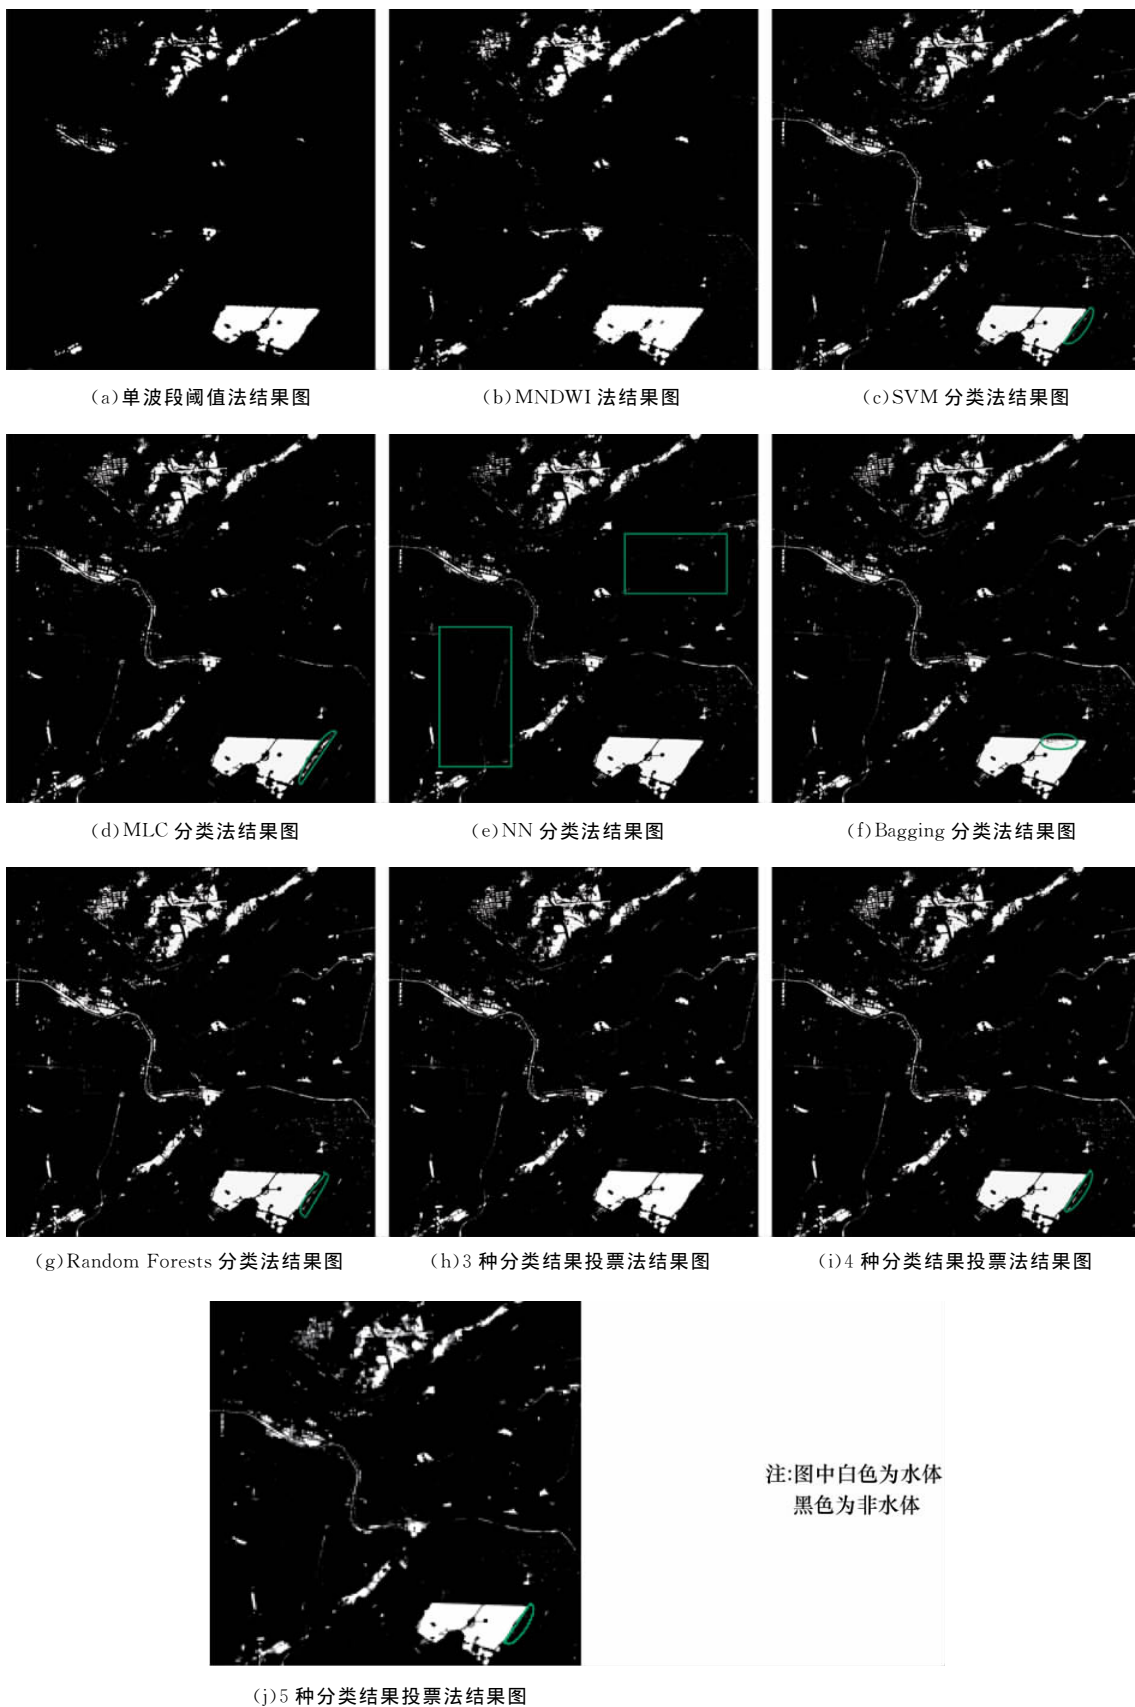 (a)单波段阈值法结果图
(b)MNDWI 法结果图
(c)SVM 分类法结果图
(d)MLC 分类法结果图
(e)NN 分类法结果图
(f)Bagging 分类法结果图
(g)Random Forests 分类法结果图
(h)3 种分类结果投票法结果图
(i)4 种分类结果投票法结果图
注:图中白色为水体
黑色为非水体
(j)5 种分类结果投票法结果图